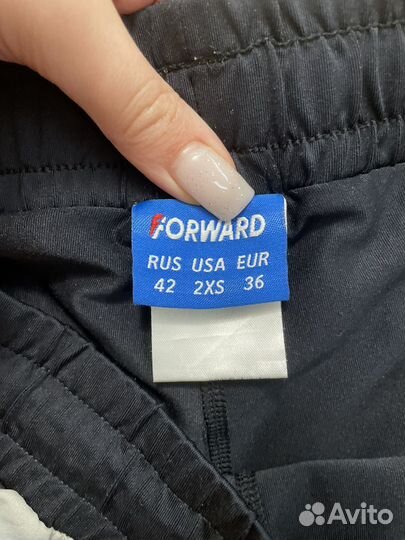 FORWARD
RUS USA EUR
42 2XS 36
Avito